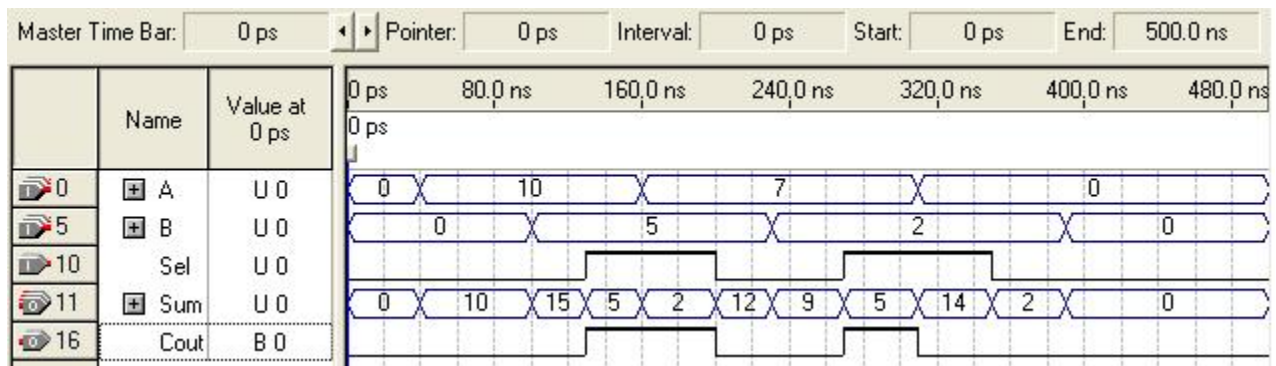 Master Time Bar: 0 ps Pointer: 0 ps Interval: 0 ps Start: 0 ps End: 500.0 ns
Name Value at 0 ps
0 ps 80.0 ns 160.0 ns 240.0 ns 320.0 ns 400.0 ns 480.0 ns
0 ps
0 A U 0 0 10 7 0
5 B U 0 0 5 2 0
10 Sel U 0
11 Sum U 0 0 10 15 5 2 12 9 5 14 2 0
16 Cout B 0